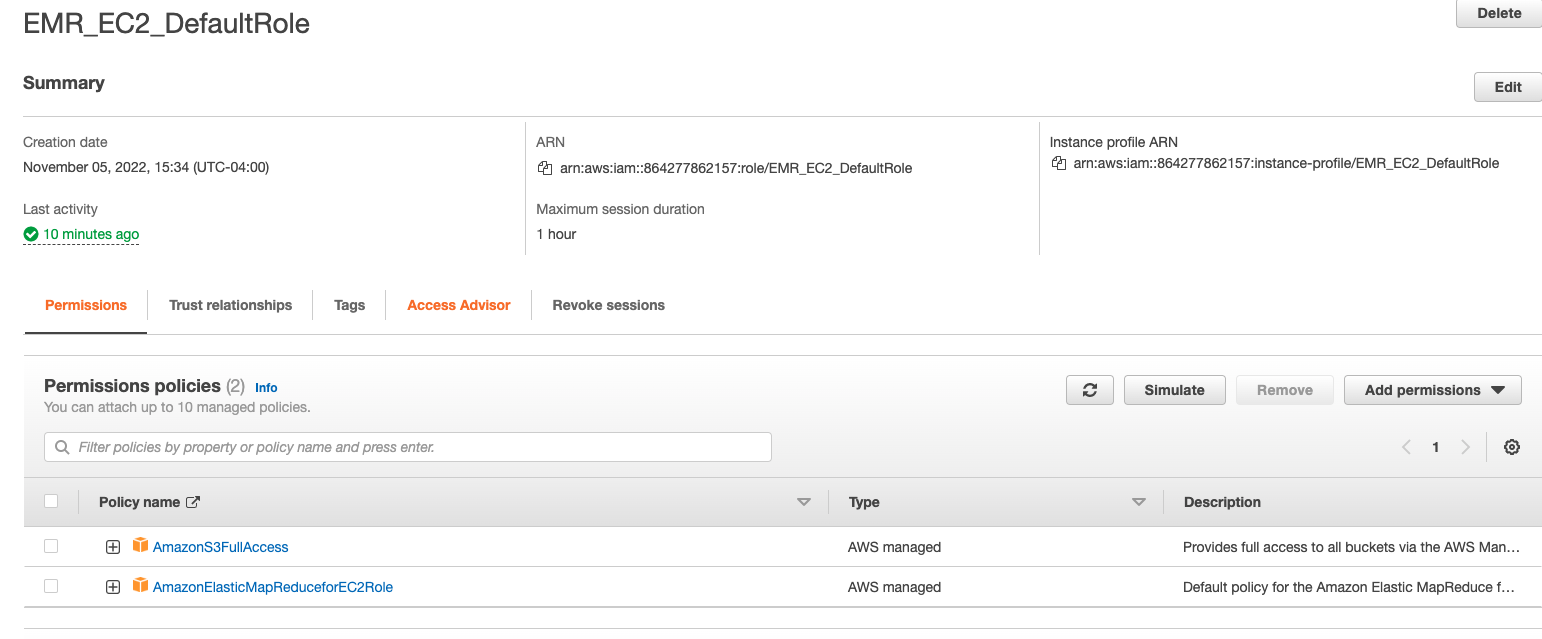 EMR_EC2_DefaultRole
Delete
Summary
Edit
Creation date
November 05, 2022, 15:34 (UTC-04:00)
ARN
arn:aws:iam::864277862157:role/EMR_EC2_DefaultRole
Instance profile ARN
arn:aws:iam::864277862157:instance-profile/EMR_EC2_DefaultRole
Last activity
10 minutes ago
Maximum session duration
1 hour
Permissions
Trust relationships
Tags
Access Advisor
Revoke sessions
Permissions policies (2) Info
You can attach up to 10 managed policies.
Simulate
Remove
Add permissions
Filter policies by property or policy name and press enter.
1
Policy name
Type
Description
AmazonS3FullAccess
AWS managed
Provides full access to all buckets via the AWS Man…
AmazonElasticMapReduceforEC2Role
AWS managed
Default policy for the Amazon Elastic MapReduce f…